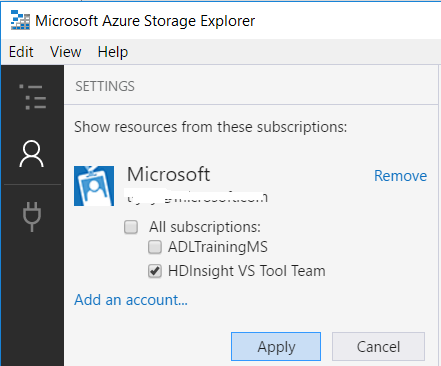 Microsoft Azure Storage Explorer
Edit View Help
SETTINGS
Show resources from these subscriptions:
Microsoft
Remove
All subscriptions:
ADLTrainingMS
HDInsight VS Tool Team
Add an account...
Apply Cancel